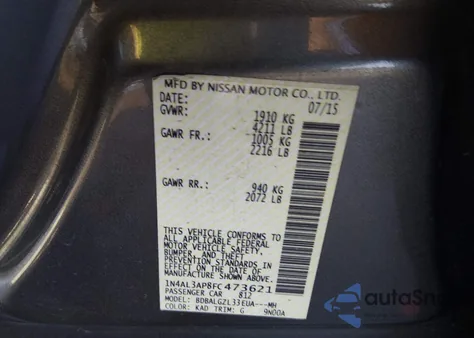 MFD BY NISSAN MOTOR CO., LTD.
DATE: 07/15
GVWR: 1910 KG
4211 LB
GAWR FR.: 1005 KG
2216 LB
GAWR RR.: 940 KG
2072 LB
THIS VEHICLE CONFORMS TO
ALL APPLICABLE FEDERAL
MOTOR VEHICLE SAFETY,
BUMPER, AND THEFT
PREVENTION STANDARDS
IN EFFECT ON THE DATE OF
MANUFACTURE SHOWN ABOVE.
1N4AL3AP8FC473621
PASSENGER CAR 812
MODEL: BDBALGZL33EUA---MH
COLOR: KAD TRIM: G 9N00A